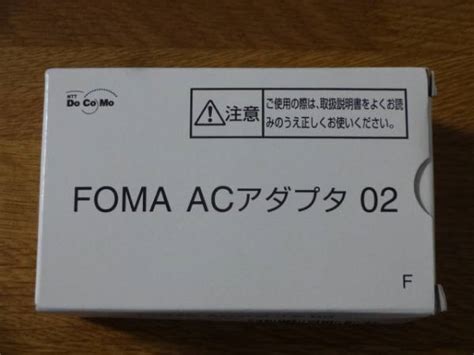 NTT
DoCoMo
注意
ご使用の際は、取扱説明書をよくお読
みのうえ正しくお使いください。
FOMA ACアダプタ 02
F